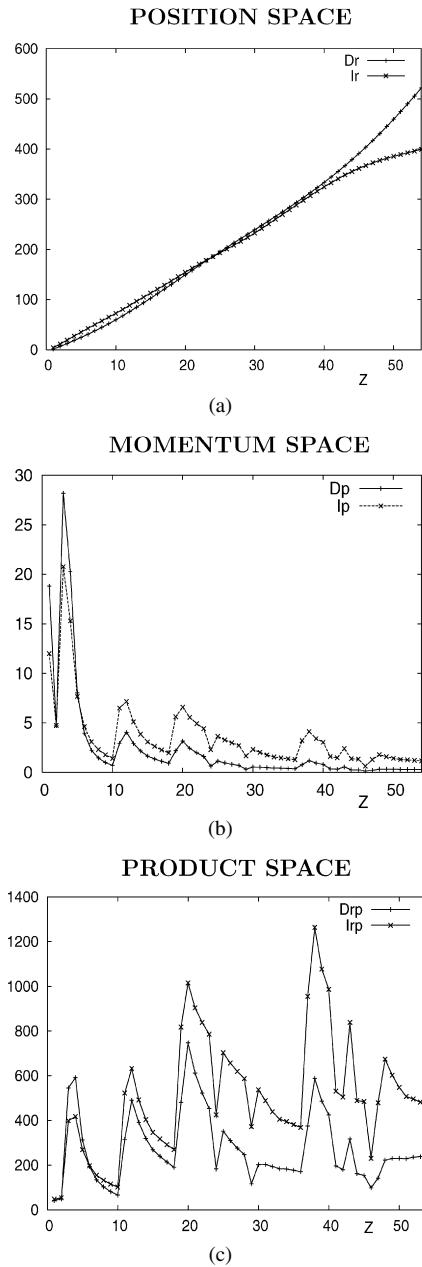 POSITION SPACE
600
500
400
300
200
100
0
Dr
Ir
0 10 20 30 40 50
Z
(a)
MOMENTUM SPACE
30
25
20
15
10
5
0
Dp
Ip
0 10 20 30 40 50
Z
(b)
PRODUCT SPACE
1400
1200
1000
800
600
400
200
0
Drp
Irp
0 10 20 30 40 50
Z
(c)